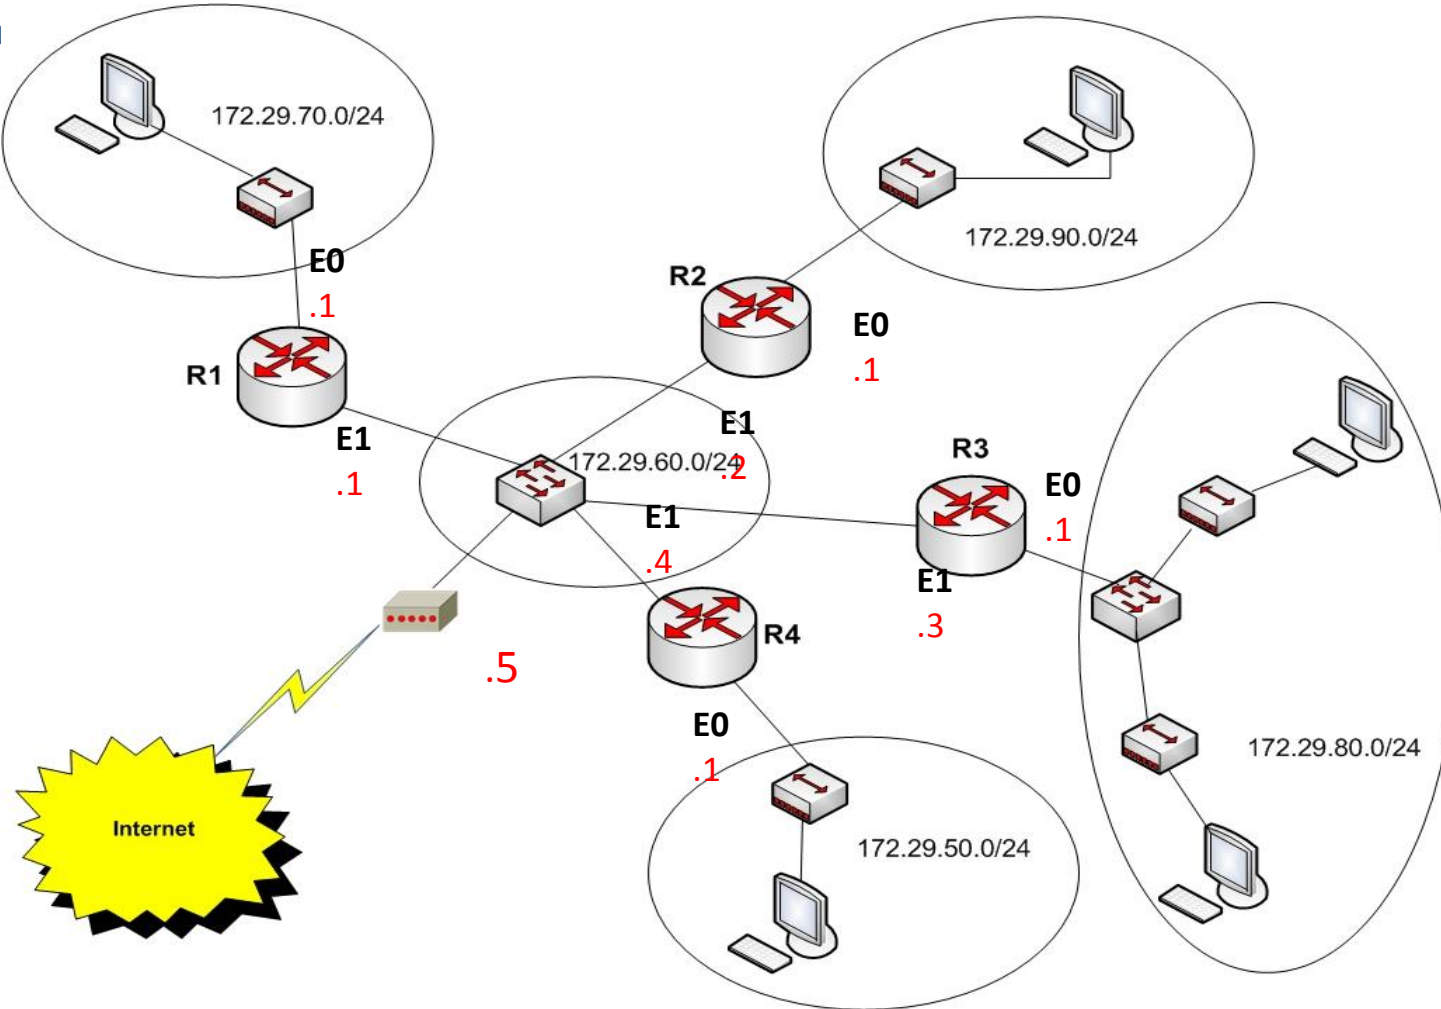 172.29.70.0/24
E0
.1
R1
E1
.1
R2
E0
.1
172.29.90.0/24
E1
.2
172.29.60.0/24
E1
.4
R3
E0
.1
E1
.3
R4
.5
E0
.1
172.29.80.0/24
172.29.50.0/24
Internet